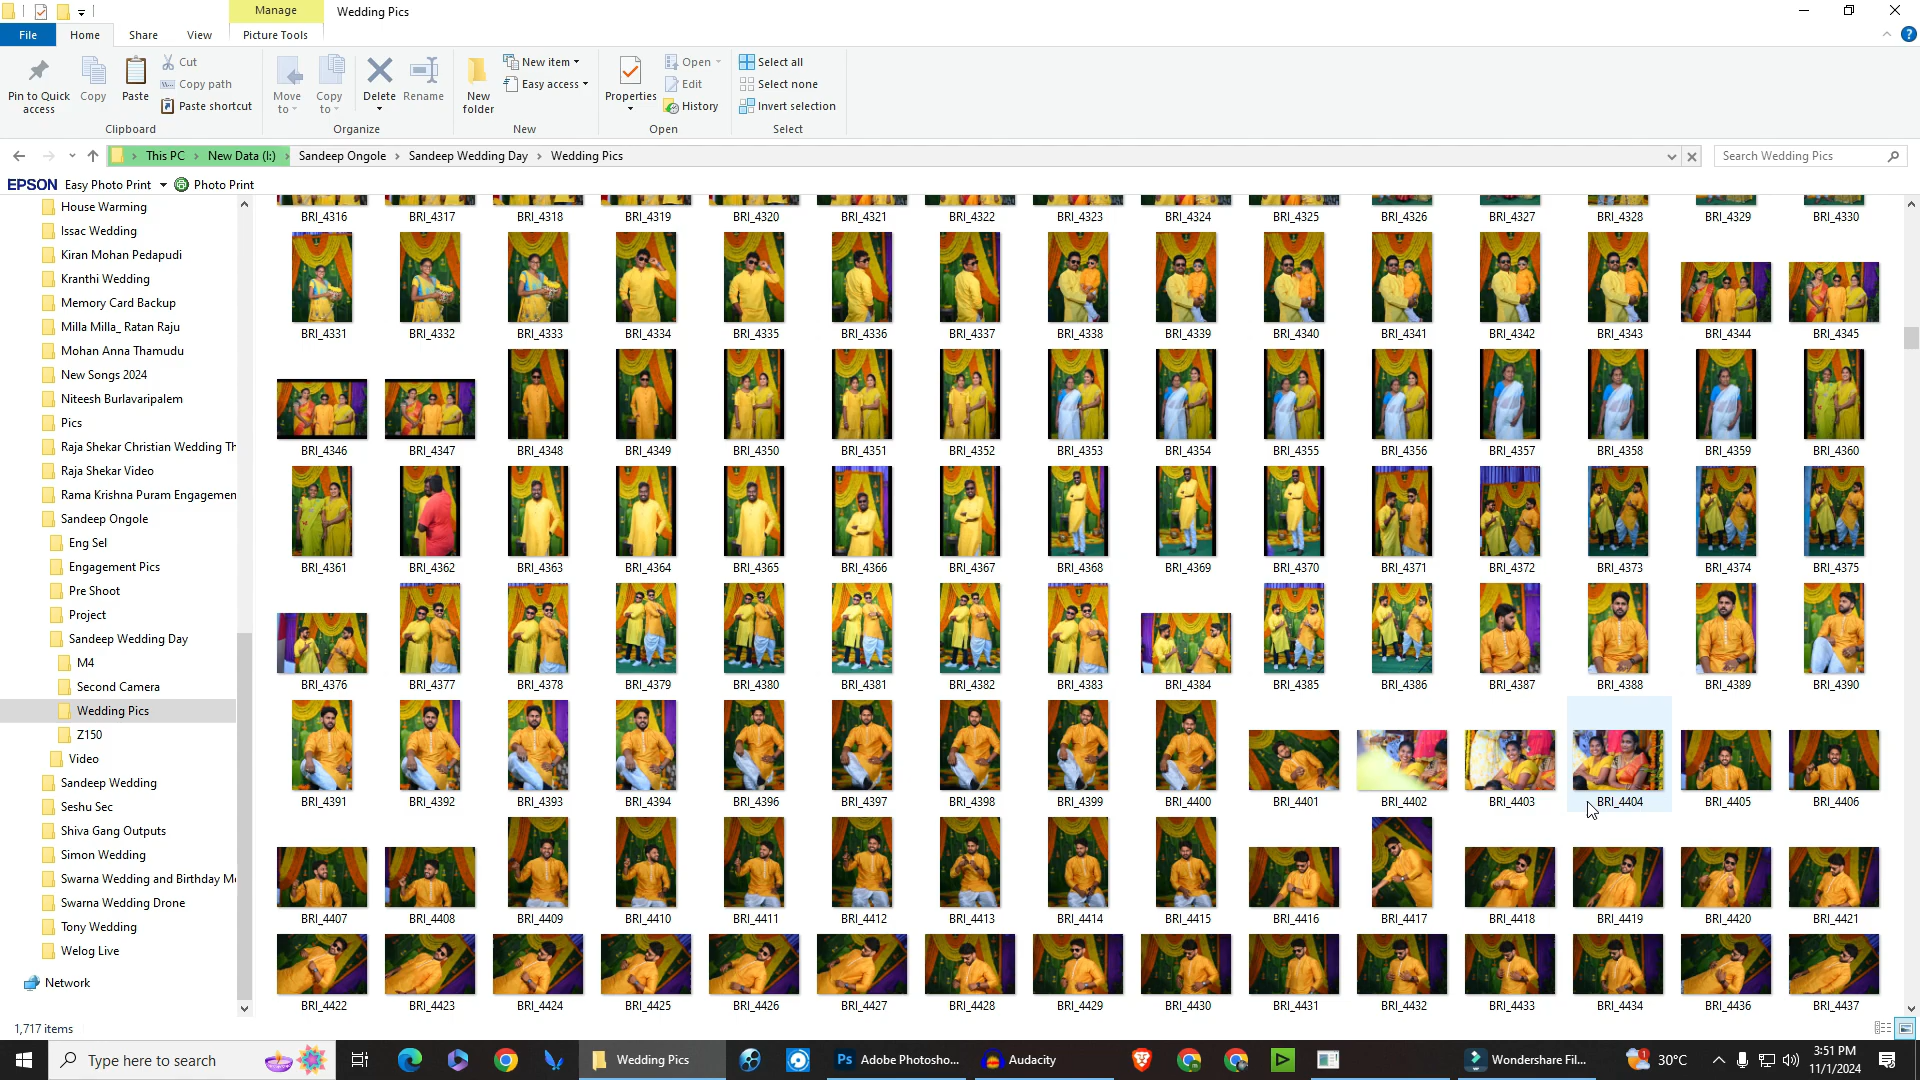 Manage
Wedding Pics
File
Home
Share
View
Picture Tools
Pin to Quick access
Copy
Paste
Cut
Copy path
Paste shortcut
Clipboard
Move to
Copy to
Delete
Rename
Organize
New folder
New item
Easy access
New
Properties
Open
Edit
History
Open
Select all
Select none
Invert selection
Select
This PC > New Data (I:) > Sandeep Ongole > Sandeep Wedding Day > Wedding Pics
Search Wedding Pics
EPSON Easy Photo Print Photo Print
House Warming
Issac Wedding
Kiran Mohan Pedapudi
Kranthi Wedding
Memory Card Backup
Milla Milla_ Ratan Raju
Mohan Anna Thamudu
New Songs 2024
Niteesh Burlavaripalem
Pics
Raja Shekar Christian Wedding Th
Raja Shekar Video
Rama Krishna Puram Engagemen
Sandeep Ongole
Eng Sel
Engagement Pics
Pre Shoot
Project
Sandeep Wedding Day
M4
Second Camera
Wedding Pics
Z150
Video
Sandeep Wedding
Seshu Sec
Shiva Gang Outputs
Simon Wedding
Swarna Wedding and Birthday M
Swarna Wedding Drone
Tony Wedding
Welog Live
Network
BRI_4316 BRI_4317 BRI_4318 BRI_4319 BRI_4320 BRI_4321 BRI_4322 BRI_4323 BRI_4324 BRI_4325 BRI_4326 BRI_4327 BRI_4328 BRI_4329 BRI_4330
BRI_4331 BRI_4332 BRI_4333 BRI_4334 BRI_4335 BRI_4336 BRI_4337 BRI_4338 BRI_4339 BRI_4340 BRI_4341 BRI_4342 BRI_4343 BRI_4344 BRI_4345
BRI_4346 BRI_4347 BRI_4348 BRI_4349 BRI_4350 BRI_4351 BRI_4352 BRI_4353 BRI_4354 BRI_4355 BRI_4356 BRI_4357 BRI_4358 BRI_4359 BRI_4360
BRI_4361 BRI_4362 BRI_4363 BRI_4364 BRI_4365 BRI_4366 BRI_4367 BRI_4368 BRI_4369 BRI_4370 BRI_4371 BRI_4372 BRI_4373 BRI_4374 BRI_4375
BRI_4376 BRI_4377 BRI_4378 BRI_4379 BRI_4380 BRI_4381 BRI_4382 BRI_4383 BRI_4384 BRI_4385 BRI_4386 BRI_4387 BRI_4388 BRI_4389 BRI_4390
BRI_4391 BRI_4392 BRI_4393 BRI_4394 BRI_4396 BRI_4397 BRI_4398 BRI_4399 BRI_4400 BRI_4401 BRI_4402 BRI_4403 BRI_4404 BRI_4405 BRI_4406
BRI_4407 BRI_4408 BRI_4409 BRI_4410 BRI_4411 BRI_4412 BRI_4413 BRI_4414 BRI_4415 BRI_4416 BRI_4417 BRI_4418 BRI_4419 BRI_4420 BRI_4421
BRI_4422 BRI_4423 BRI_4424 BRI_4425 BRI_4426 BRI_4427 BRI_4428 BRI_4429 BRI_4430 BRI_4431 BRI_4432 BRI_4433 BRI_4434 BRI_4436 BRI_4437
1,717 items
Type here to search
Wedding Pics
Ps Adobe Photosho...
Audacity
Wondershare Fil...
1
30°C
3:51 PM
11/1/2024